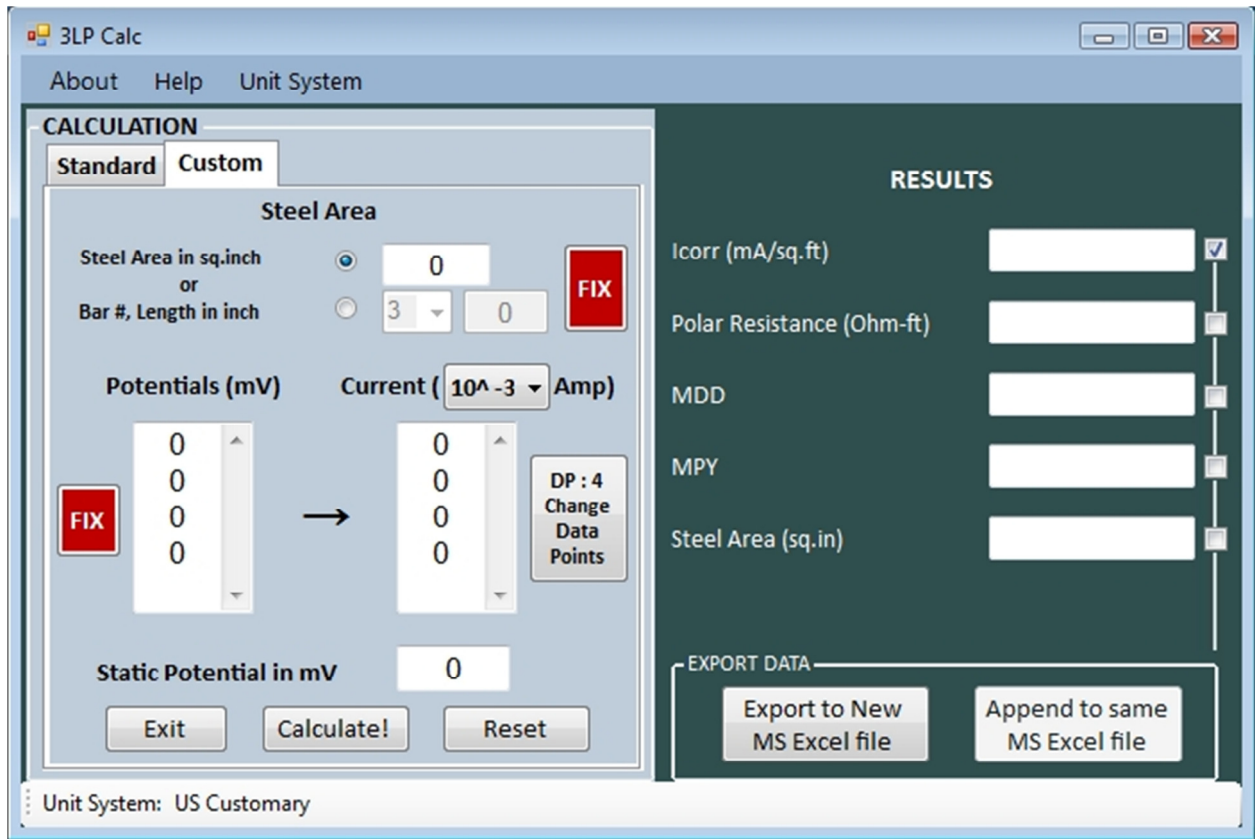 3LP Calc
About Help Unit System
CALCULATION
Standard Custom
Steel Area
Steel Area in sq.inch
or
Bar #, Length in inch
0
3 0
FIX
Potentials (mV) Current ( 10^ -3 Amp)
0
0
0
0
FIX
→
0
0
0
0
DP : 4
Change
Data
Points
Static Potential in mV 0
Exit Calculate! Reset
RESULTS
Icorr (mA/sq.ft)
Polar Resistance (Ohm-ft)
MDD
MPY
Steel Area (sq.in)
EXPORT DATA
Export to New
MS Excel file
Append to same
MS Excel file
Unit System: US Customary